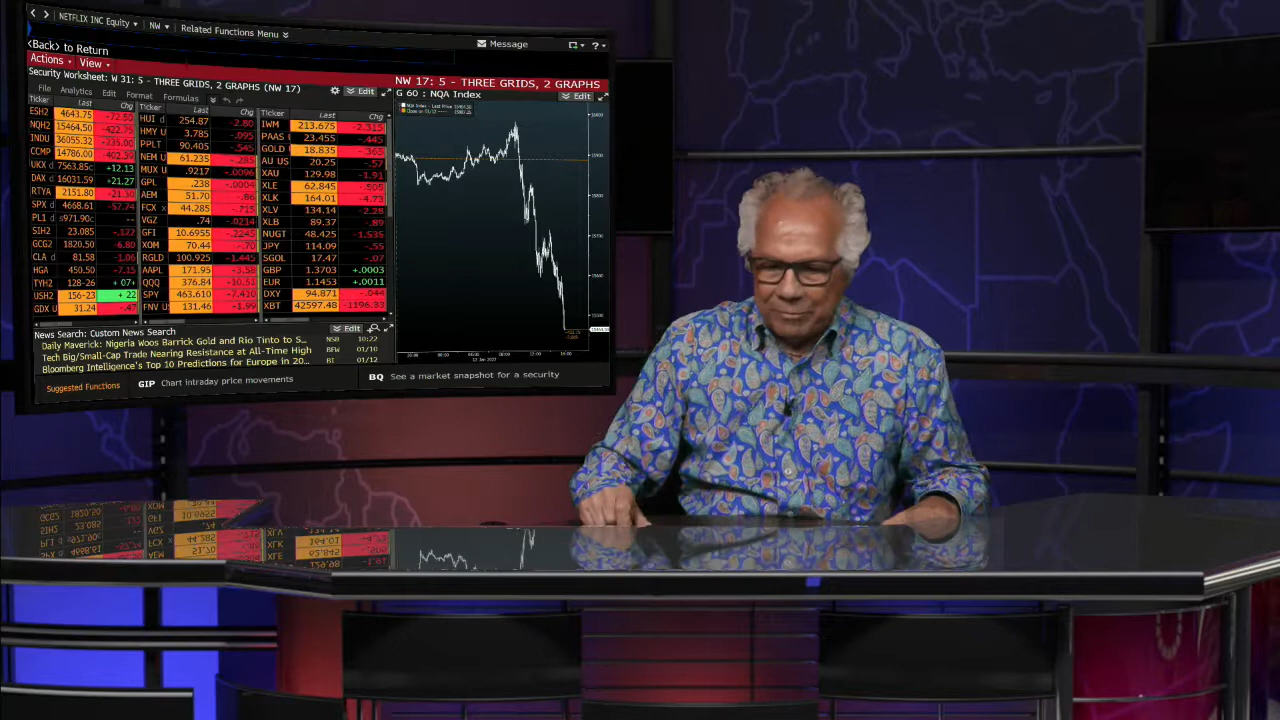 NETFLIX INC Equity NW Related Functions Menu
Message
?
<Back> to Return
Actions View
Security Worksheet: W 31: 5 - THREE GRIDS, 2 GRAPHS (NW 17) Edit
File Analytics Edit Format Formulas
Ticker Last Chg
ESH2 4643.75 -72.50
NQH2 15464.50 -422.75
INDU 36055.32 -235.00
CCMP 14786.00 -402.39
UKX 7563.85c +12.13
DAX d 16031.59 +21.27
RTYA 2151.80 -21.30
SPX d 4668.61 -57.74
PL1 d s971.90c --
SIH2 23.085 -.122
GCG2 1820.50 -6.80
CLA d 81.58 -1.06
HGA 450.50 -7.15
TYH2 128-26 + 07+
USH2 156-23 + 22
GDX U 31.24 -.47
Ticker Last Chg
HUI d 254.87 -2.80
HMY U 3.785 -.095
PPLT 90.405 -.545
NEM U 61.235 -.285
MUX U .9217 -.0096
GPL .238 -.0004
AEM 51.70 -.86
FCX x 44.285 -.715
VGZ .74 -.0214
GFI 10.6955 -.2245
XOM 70.44 -.70
RGLD 100.925 -1.445
AAPL 171.95 -3.58
QQQ 376.84 -10.51
SPY 463.610 -7.410
FNV U 131.46 -1.99
Ticker Last Chg
IWM 213.675 -2.315
PAAS U 23.455 -.445
GOLD 18.835 -.365
AU US 20.25 -.57
XAU 129.98 -1.91
XLE 62.845 -.505
XLK 164.01 -4.73
XLV 134.14 -2.28
XLB 89.37 -.89
NUGT 48.425 -1.535
JPY 114.09 -.55
SGOL 17.47 -.07
GBP 1.3703 +.0003
EUR 1.1453 +.0011
DXY 94.871 -.044
XBT 42597.48 -1196.33
NW 17: 5 - THREE GRIDS, 2 GRAPHS
G 60 : NQA Index Edit
News Search: Custom News Search Edit
Daily Maverick: Nigeria Woos Barrick Gold and Rio Tinto to S... NS8 10:22
Tech Big/Small-Cap Trade Nearing Resistance at All-Time High BFW 01/10
Bloomberg Intelligence's Top 10 Predictions for Europe in 20... BI 01/12
Suggested Functions GIP Chart intraday price movements BQ See a market snapshot for a security